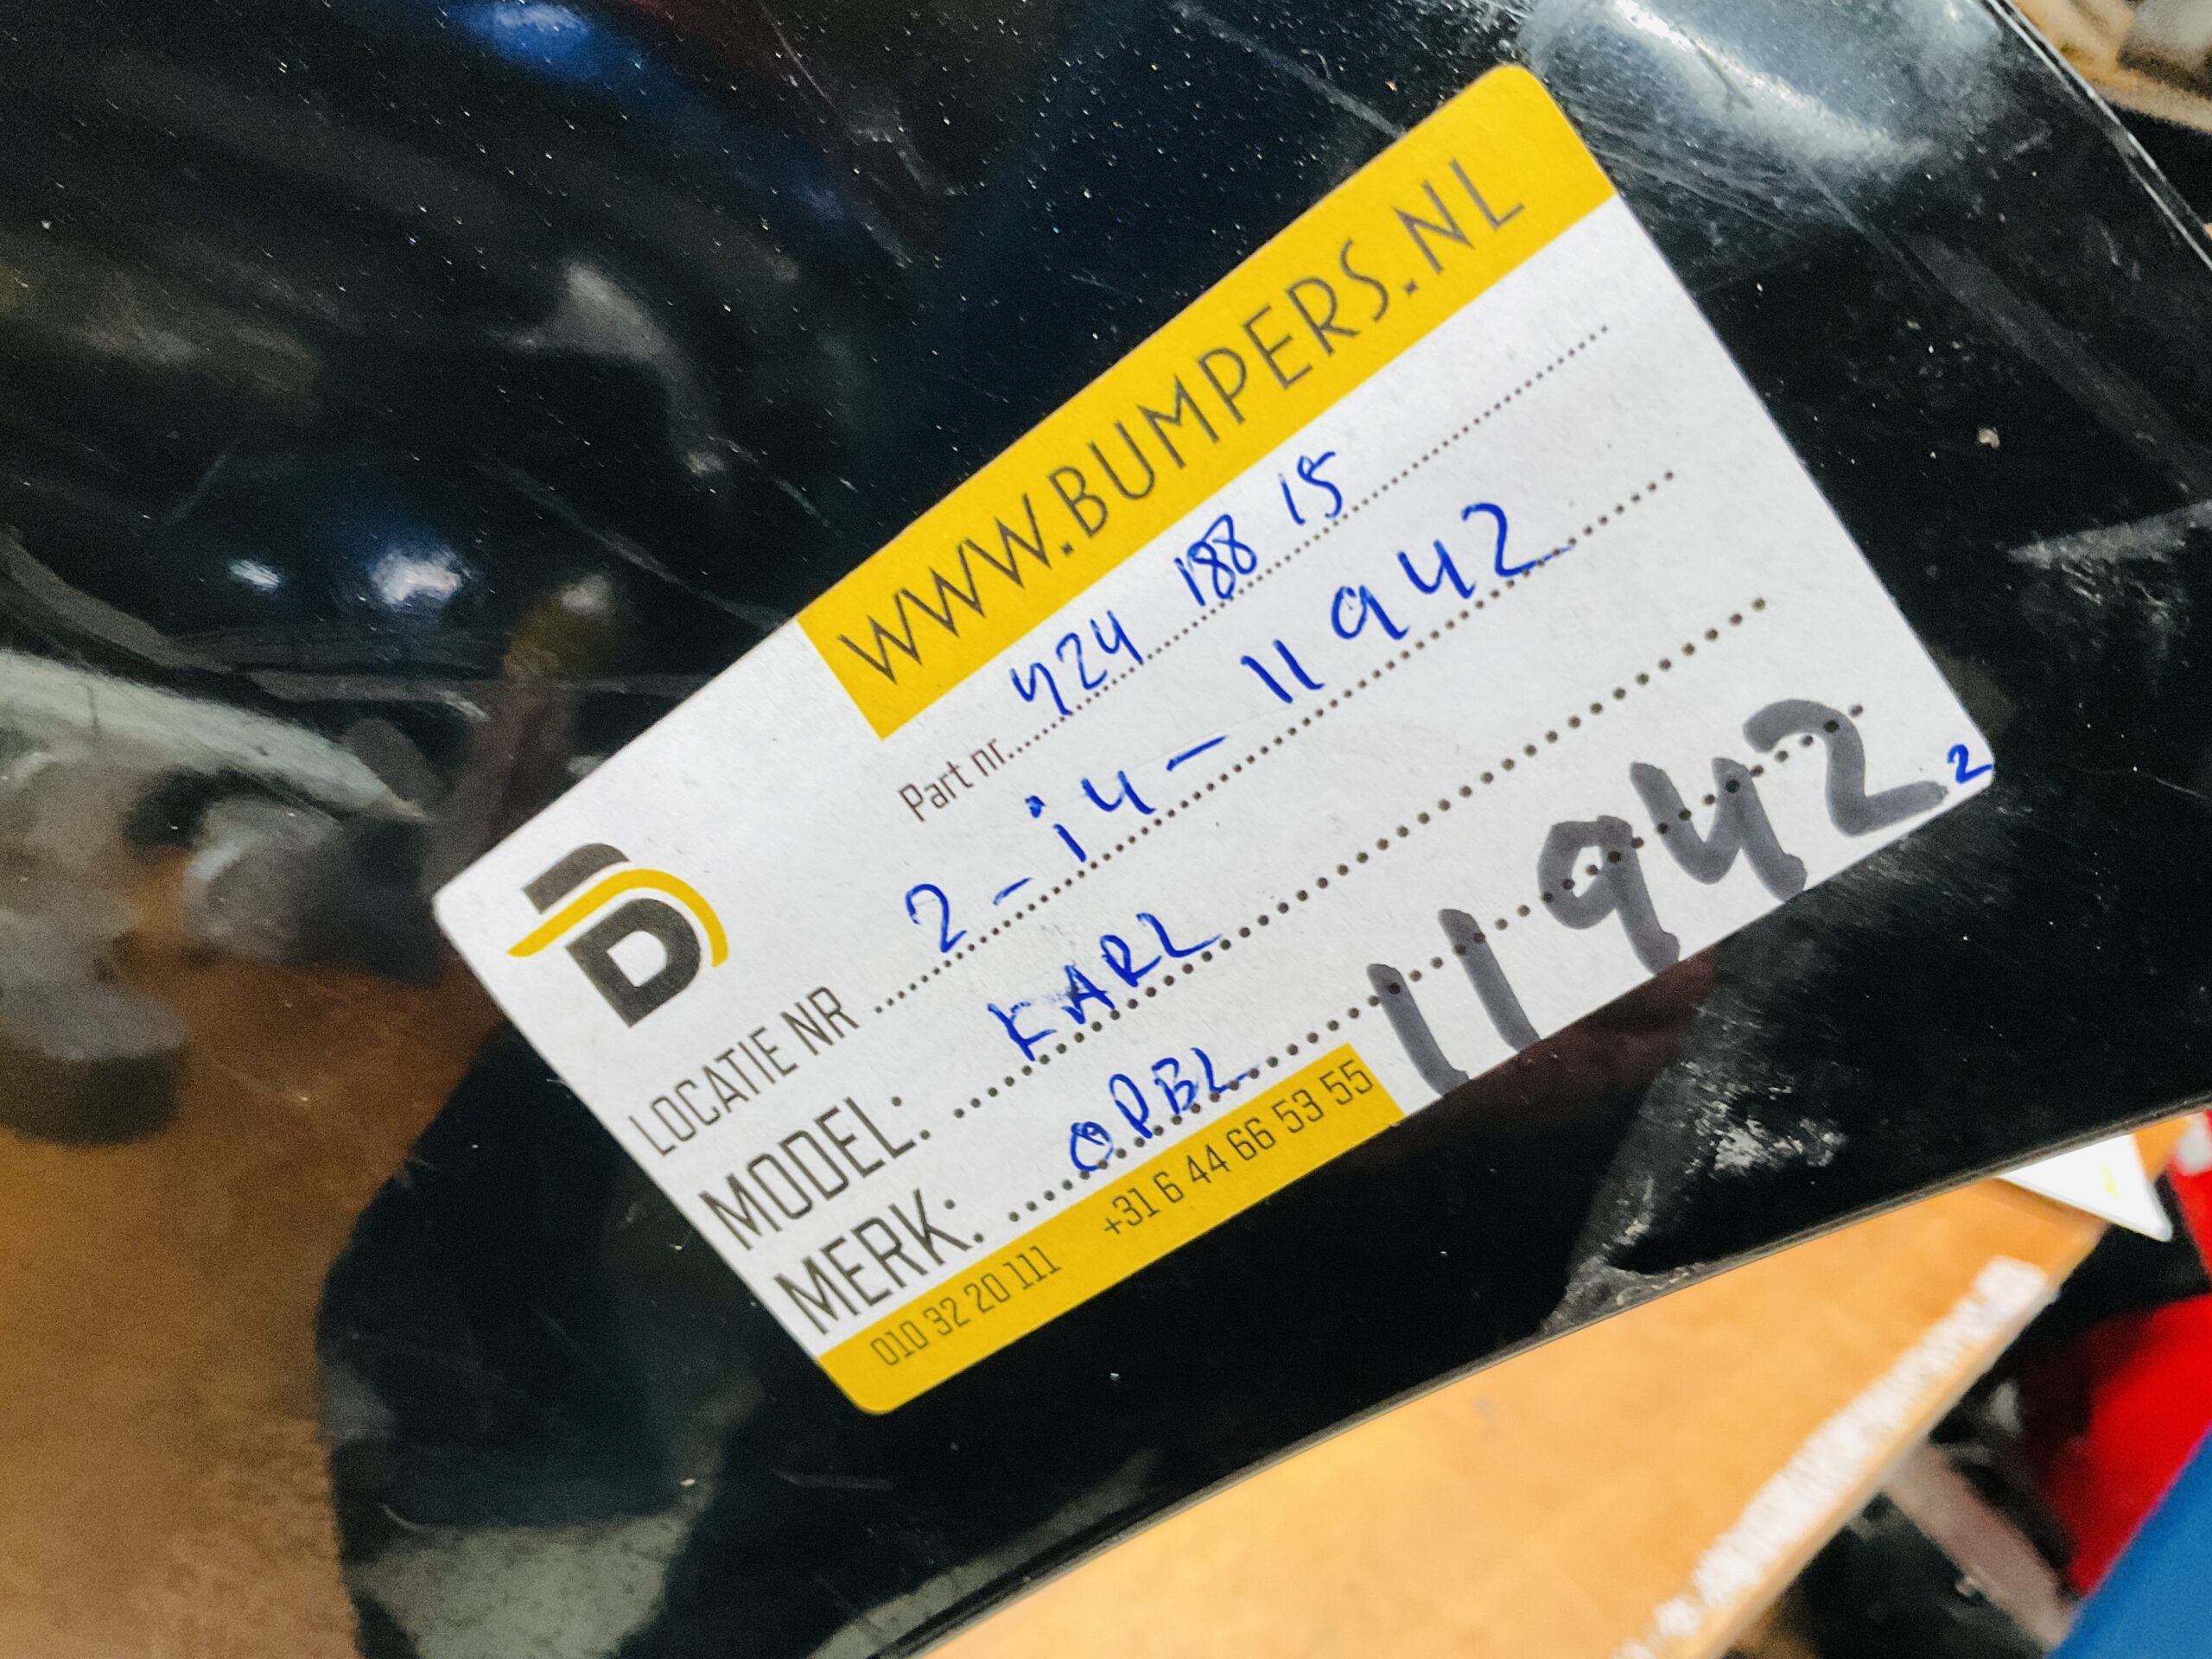 WWW.BUMPERS.NL
Part nr. 424 188 15
LOCATIE NR 2-i4-11942
MODEL: KARL
MERK: OPEL
11942
2
010 32 20 111 +31 6 44 66 53 55